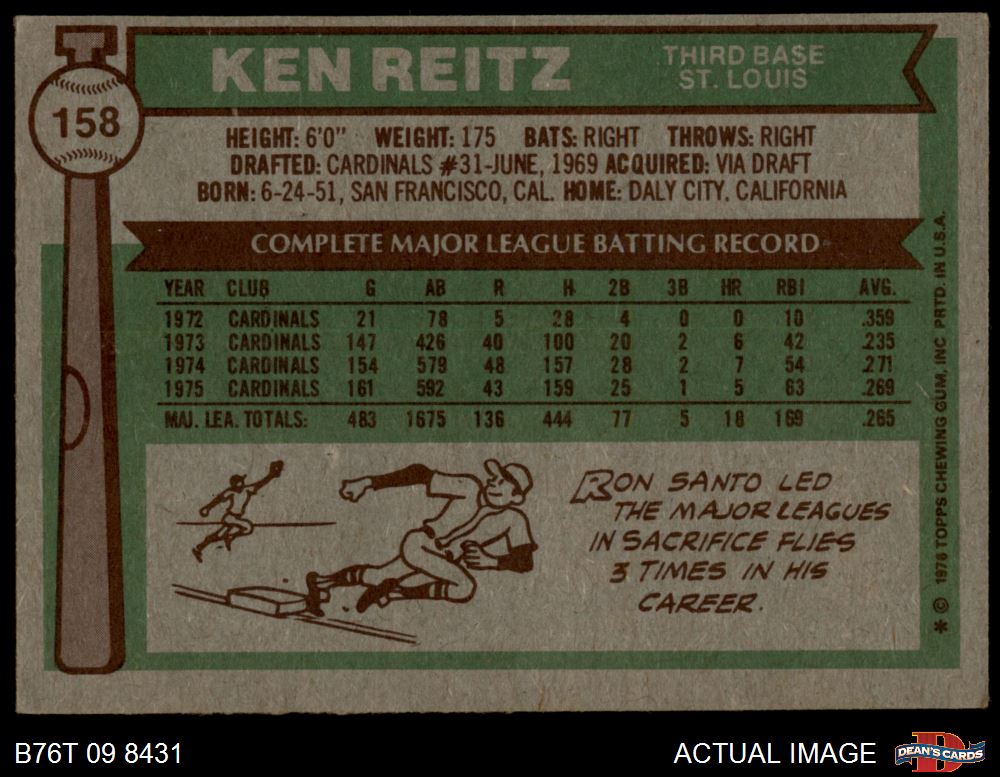 158
KEN REITZ
THIRD BASE
ST. LOUIS
HEIGHT: 6'0" WEIGHT: 175 BATS: RIGHT THROWS: RIGHT
DRAFTED: CARDINALS #31-JUNE, 1969 ACQUIRED: VIA DRAFT
BORN: 6-24-51, SAN FRANCISCO, CAL. HOME: DALY CITY, CALIFORNIA
COMPLETE MAJOR LEAGUE BATTING RECORD
YEAR CLUB G AB R H 2B 3B HR RBI AVG.
1972 CARDINALS 21 78 5 28 4 0 0 10 .359
1973 CARDINALS 147 426 40 100 20 2 6 42 .235
1974 CARDINALS 154 579 48 157 28 2 7 54 .271
1975 CARDINALS 161 592 43 159 25 1 5 63 .269
MAJ. LEA. TOTALS: 483 1675 136 444 77 5 18 169 .265
RON SANTO LED
THE MAJOR LEAGUES
IN SACRIFICE FLIES
3 TIMES IN HIS
CAREER.
* © 1976 TOPPS CHEWING GUM, INC PRTD. IN U.S.A.
B76T 09 8431
ACTUAL IMAGE
D
DEAN'S CARDS